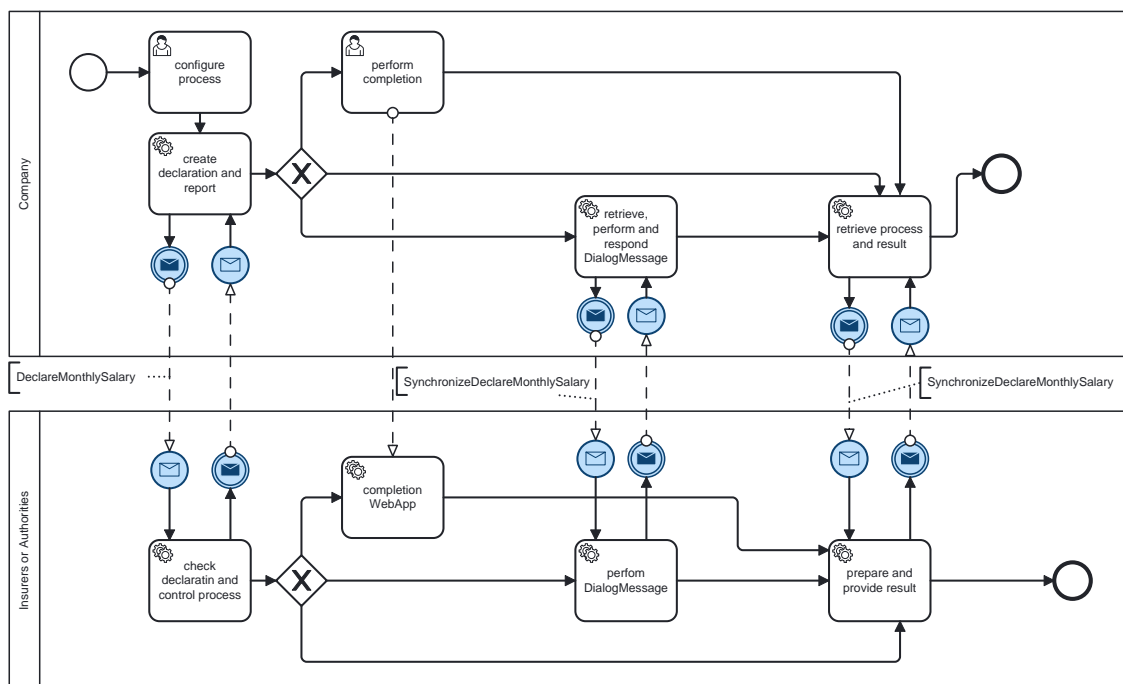 Company
configure
process
perform
completion
create
declaration and
report
X
retrieve,
perform and
respond
DialogMessage
retrieve process
and result
DeclareMonthlySalary
SynchronizeDeclareMonthlySalary
SynchronizeDeclareMonthlySalary
Insurers or Authorities
completion
WebApp
check
declaratin and
control process
X
perfom
DialogMessage
prepare and
provide result